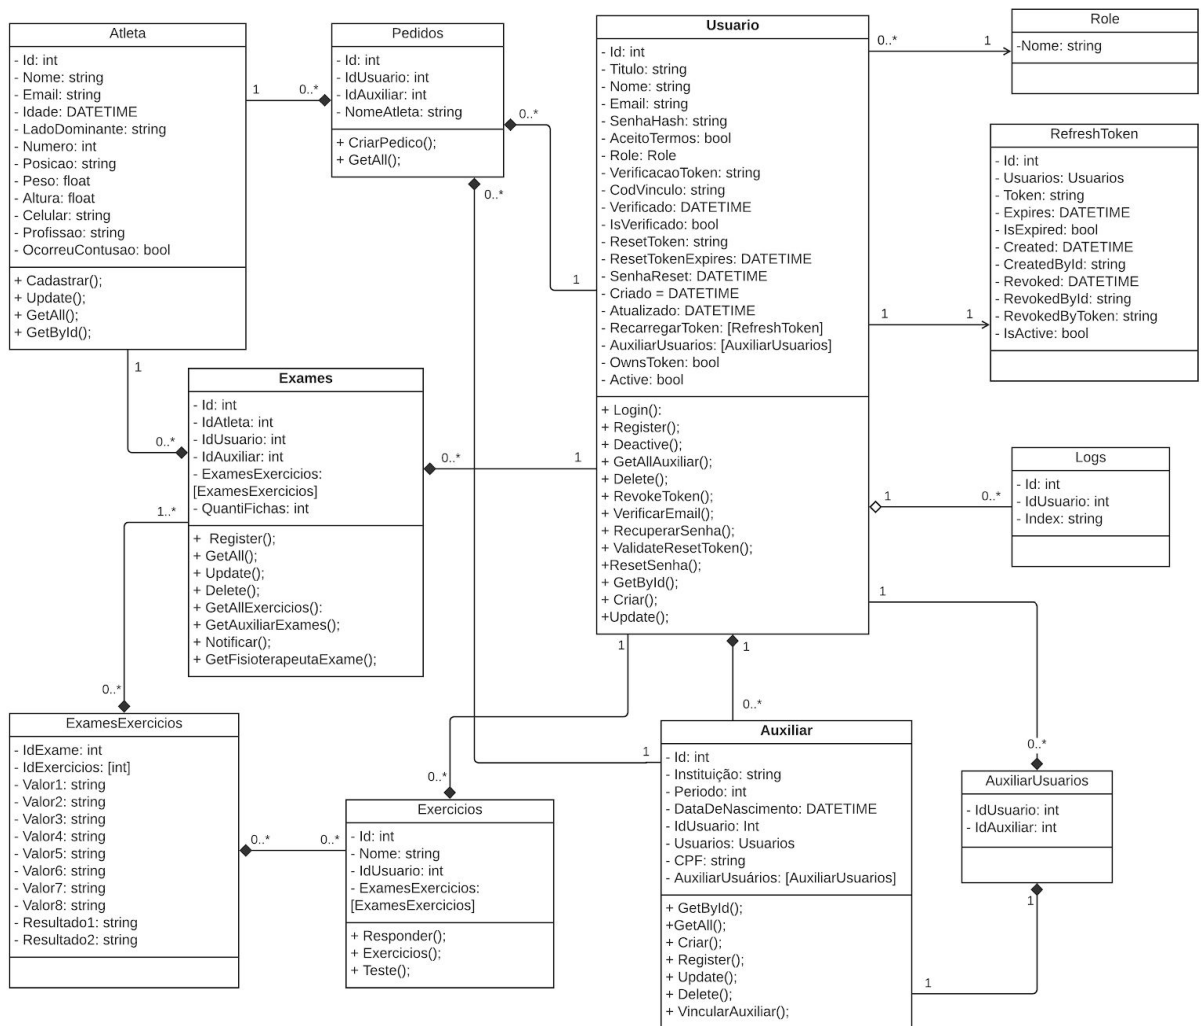 Atleta
- Id: int
- Nome: string
- Email: string
- Idade: DATETIME
- LadoDominante: string
- Numero: int
- Posicao: string
- Peso: float
- Altura: float
- Celular: string
- Profissao: string
- OcorreuContusao: bool
+ Cadastrar();
+ Update();
+ GetAll();
+ GetById();
1
0..*
Pedidos
- Id: int
- IdUsuario: int
- IdAuxiliar: int
- NomeAtleta: string
+ CriarPedico();
+ GetAll();
0..*
1
0..*
1
Usuario
- Id: int
- Titulo: string
- Nome: string
- Email: string
- SenhaHash: string
- AceitoTermos: bool
- Role: Role
- VerificacaoToken: string
- CodVinculo: string
- Verificado: DATETIME
- IsVerificado: bool
- ResetToken: string
- ResetTokenExpires: DATETIME
- SenhaReset: DATETIME
- Criado = DATETIME
- Atualizado: DATETIME
- RecarregarToken: [RefreshToken]
- AuxiliarUsuarios: [AuxiliarUsuarios]
- OwnsToken: bool
- Active: bool
+ Login():
+ Register();
+ Deactive();
+ GetAllAuxiliar();
+ Delete();
+ RevokeToken();
+ VerificarEmail();
+ RecuperarSenha();
+ ValidateResetToken();
+ResetSenha();
+ GetById();
+ Criar();
+Update();
0..*
1
Role
-Nome: string
1
1
RefreshToken
- Id: int
- Usuarios: Usuarios
- Token: string
- Expires: DATETIME
- IsExpired: bool
- Created: DATETIME
- CreatedById: string
- Revoked: DATETIME
- RevokedById: string
- RevokedByToken: string
- IsActive: bool
1
0..*
Logs
- Id: int
- IdUsuario: int
- Index: string
1
0..*
Exames
- Id: int
- IdAtleta: int
- IdUsuario: int
- IdAuxiliar: int
- ExamesExercicios:
[ExamesExercicios]
- QuantiFichas: int
+  Register();
+ GetAll();
+ Update();
+ Delete();
+ GetAllExercicios():
+ GetAuxiliarExames();
+ Notificar();
+ GetFisioterapeutaExame();
0..*
1
1..*
0..*
ExamesExercicios
- IdExame: int
- IdExercicios: [int]
- Valor1: string
- Valor2: string
- Valor3: string
- Valor4: string
- Valor5: string
- Valor6: string
- Valor7: string
- Valor8: string
- Resultado1: string
- Resultado2: string
0..*
0..*
1
0..*
Exercicios
- Id: int
- Nome: string
- IdUsuario: int
- ExamesExercicios:
[ExamesExercicios]
+ Responder();
+ Exercicios();
+ Teste();
1
0..*
Auxiliar
- Id: int
- Instituição: string
- Periodo: int
- DataDeNascimento: DATETIME
- IdUsuario: Int
- Usuarios: Usuarios
- CPF: string
- AuxiliarUsuários: [AuxiliarUsuarios]
+ GetById();
+GetAll();
+ Criar();
+ Register();
+ Update();
+ Delete();
+ VincularAuxiliar();
1
0..*
AuxiliarUsuarios
- IdUsuario: int
- IdAuxiliar: int
1
1